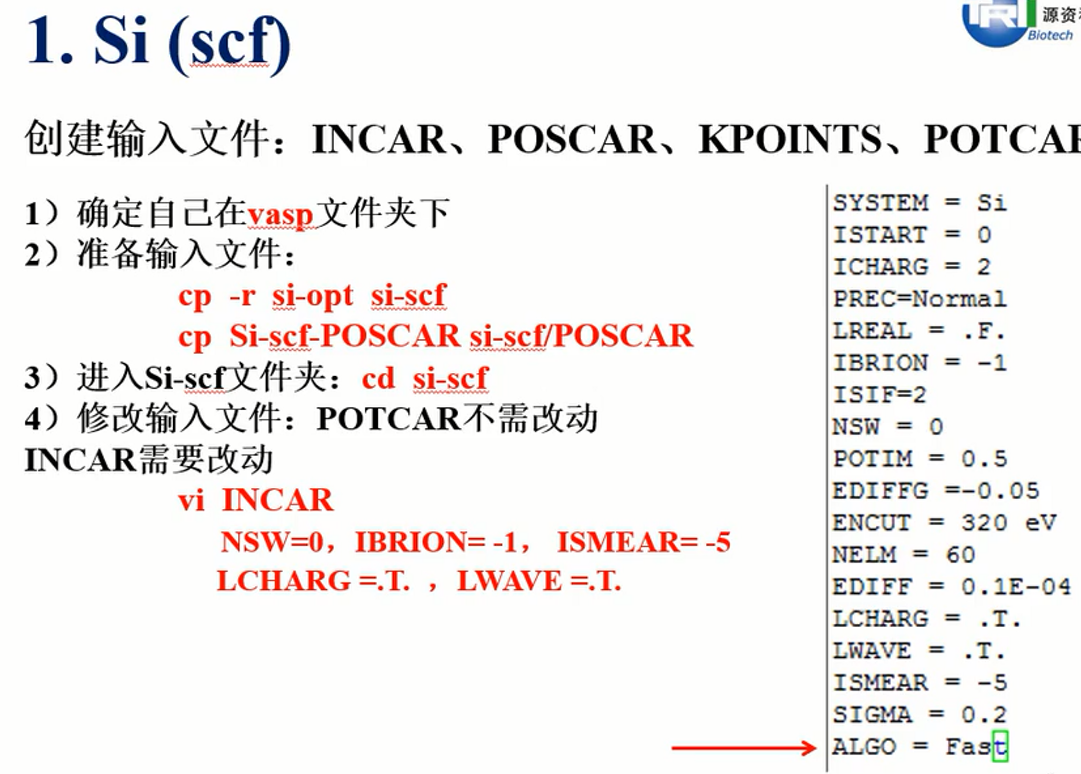 1. Si (scf)
源资科
Biotech
创建输入文件：INCAR、POSCAR、KPOINTS、POTCAR
1）确定自己在vasp文件夹下
2）准备输入文件：
cp -r si-opt si-scf
cp Si-scf-POSCAR si-scf/POSCAR
3）进入Si-scf文件夹：cd si-scf
4）修改输入文件：POTCAR不需改动
INCAR需要改动
vi INCAR
NSW=0，IBRION= -1， ISMEAR= -5
LCHARG =.T. ，LWAVE =.T.
SYSTEM = Si
ISTART = 0
ICHARG = 2
PREC=Normal
LREAL = .F.
IBRION = -1
ISIF=2
NSW = 0
POTIM = 0.5
EDIFFG =-0.05
ENCUT = 320 eV
NELM = 60
EDIFF = 0.1E-04
LCHARG = .T.
LWAVE = .T.
ISMEAR = -5
SIGMA = 0.2
ALGO = Fast